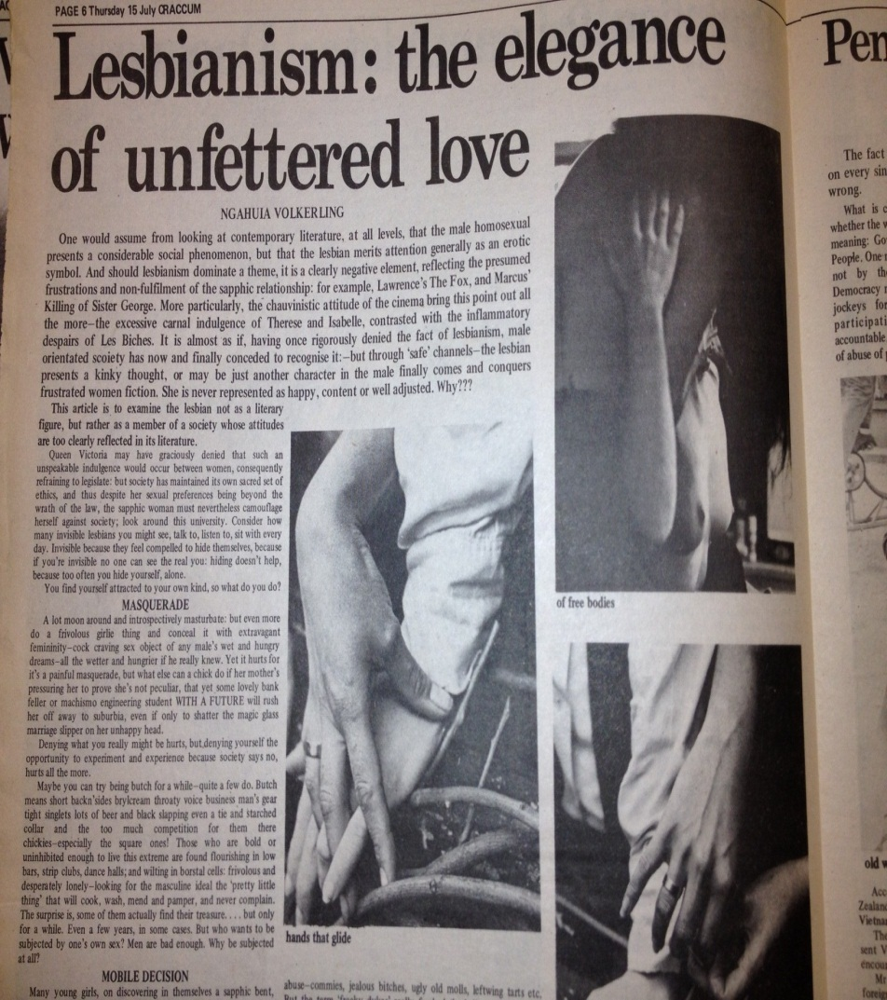 PAGE 6 Thursday 15 July CRACCUM
Lesbianism: the elegance
of unfettered love
NGAHUIA VOLKERLING
One would assume from looking at contemporary literature, at all levels, that the male homosexual
presents a considerable social phenomenon, but that the lesbian merits attention generally as an erotic
symbol. And should lesbianism dominate a theme, it is a clearly negative element, reflecting the presumed
frustrations and non-fulfilment of the sapphic relationship: for example, Lawrence's The Fox, and Marcus'
Killing of Sister George. More particularly, the chauvinistic attitude of the cinema bring this point out all
the more—the excessive carnal indulgence of Therese and Isabelle, contrasted with the inflammatory
despairs of Les Biches. It is almost as if, having once rigorously denied the fact of lesbianism, male
orientated scoiety has now and finally conceded to recognise it:—but through 'safe' channels—the lesbian
presents a kinky thought, or may be just another character in the male finally comes and conquers
frustrated women fiction. She is never represented as happy, content or well adjusted. Why???
This article is to examine the lesbian not as a literary
figure, but rather as a member of a society whose attitudes
are too clearly reflected in its literature.
Queen Victoria may have graciously denied that such an
unspeakable indulgence would occur between women, consequently
refraining to legislate: but society has maintained its own sacred set of
ethics, and thus despite her sexual preferences being beyond the
wrath of the law, the sapphic woman must nevertheless camouflage
herself against society; look around this university. Consider how
many invisible lesbians you might see, talk to, listen to, sit with every
day. Invisible because they feel compelled to hide themselves, because
if you're invisible no one can see the real you: hiding doesn't help,
because too often you hide yourself, alone.
You find yourself attracted to your own kind, so what do you do?
MASQUERADE
A lot moon around and introspectively masturbate: but even more
do a frivolous girlie thing and conceal it with extravagant
femininity—cock craving sex object of any male's wet and hungry
dreams—all the wetter and hungrier if he really knew. Yet it hurts for
it's a painful masquerade, but what else can a chick do if her mother's
pressuring her to prove she's not peculiar, that yet some lovely bank
feller or machismo engineering student WITH A FUTURE will rush
her off away to suburbia, even if only to shatter the magic glass
marriage slipper on her unhappy head.
Denying what you really might be hurts, but denying yourself the
opportunity to experiment and experience because society says no,
hurts all the more.
Maybe you can try being butch for a while—quite a few do. Butch
means short backn'sides brylcream throaty voice business man's gear
tight singlets lots of beer and black slapping even a tie and starched
collar and the too much competition for them there
chickies—especially the square ones! Those who are bold or
uninhibited enough to live this extreme are found flourishing in low
bars, strip clubs, dance halls; and wilting in borstal cells: frivolous and
desperately lonely—looking for the masculine ideal the 'pretty little
thing' that will cook, wash, mend and pamper, and never complain.
The surprise is, some of them actually find their treasure. . . . but only
for a while. Even a few years, in some cases. But who wants to be
subjected by one's own sex? Men are bad enough. Why be subjected
at all?
MOBILE DECISION
Many young girls, on discovering in themselves a sapphic bent,
hands that glide
abuse—commies, jealous bitches, ugly old molls, leftwing tarts etc.
But the term
of free bodies
Pen
The fact
on every sin
wrong.
What is c
whether the w
meaning: Go
People. One
not by th
Democracy
jockeys for
participati
accountable.
of abuse of
old w
Acc
Zealand
Vietna
The
sent V
encou
Mr
foreig